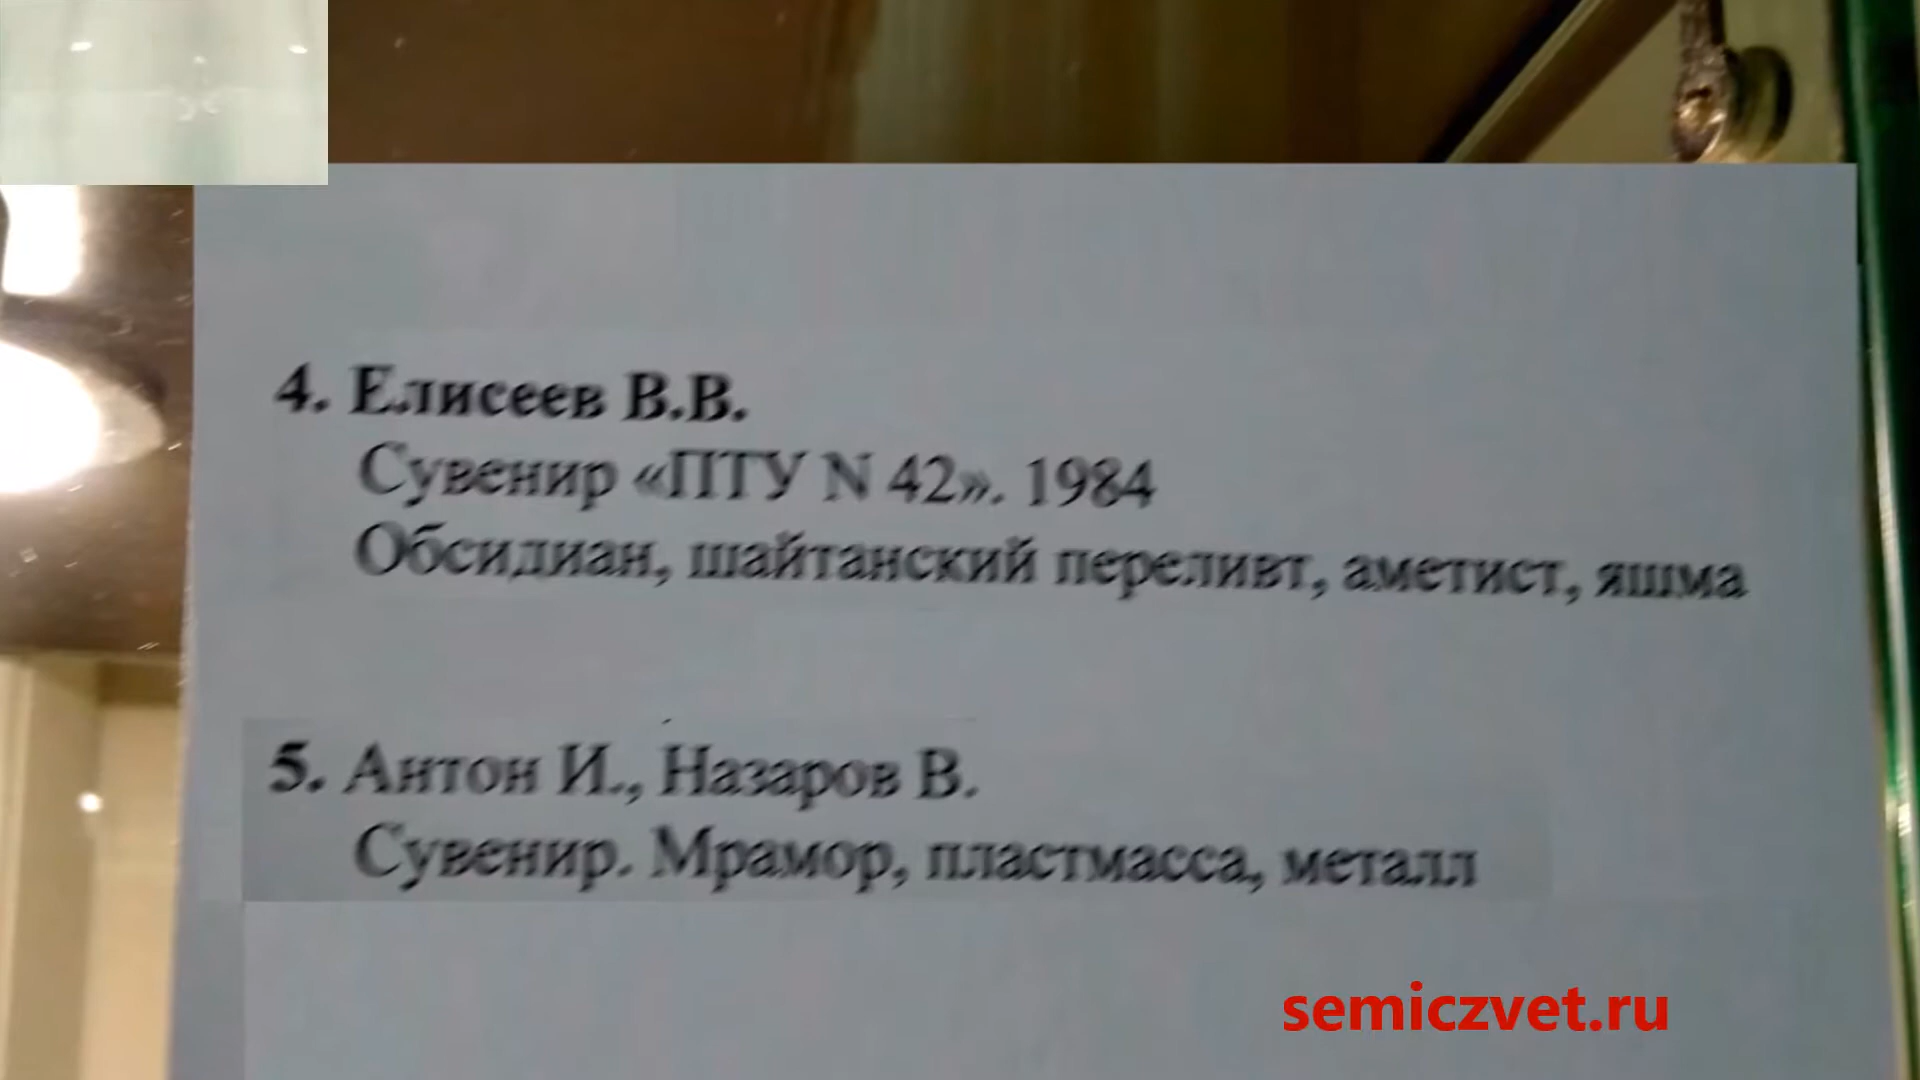 4. Елисеев В.В.
Сувенир «ПТУ N 42». 1984
Обсидиан, шайтанский переливт, аметист, яшма
5. Антон И., Назаров В.
Сувенир. Мрамор, пластмасса, металл
semiczvet.ru